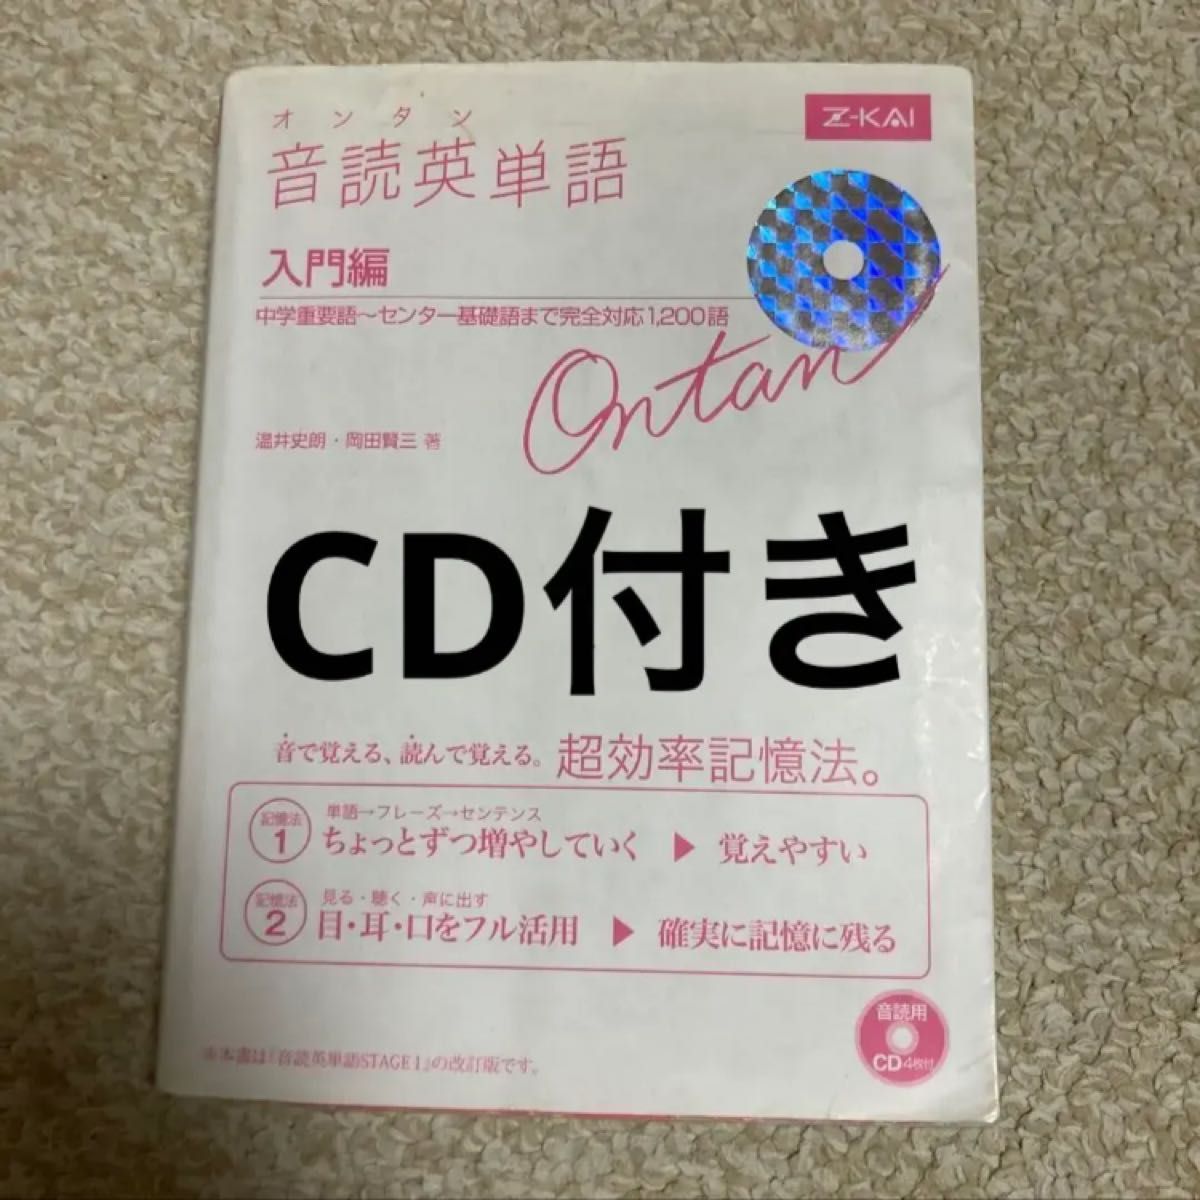 オンタン
音読英単語
Z-KAI
入門編
中学重要語〜センター基礎語まで完全対応1,200語
Ontan
温井史朗・岡田賢三 著
CD付き
音で覚える、読んで覚える。超効率記憶法。
記憶法1
単語→フレーズ→センテンス
ちょっとずつ増やしていく ▶ 覚えやすい
記憶法2
見る・聴く・声に出す
目・耳・口をフル活用 ▶ 確実に記憶に残る
音読用
CD4枚付
※本書は『音読英単語STAGE1』の改訂版です。